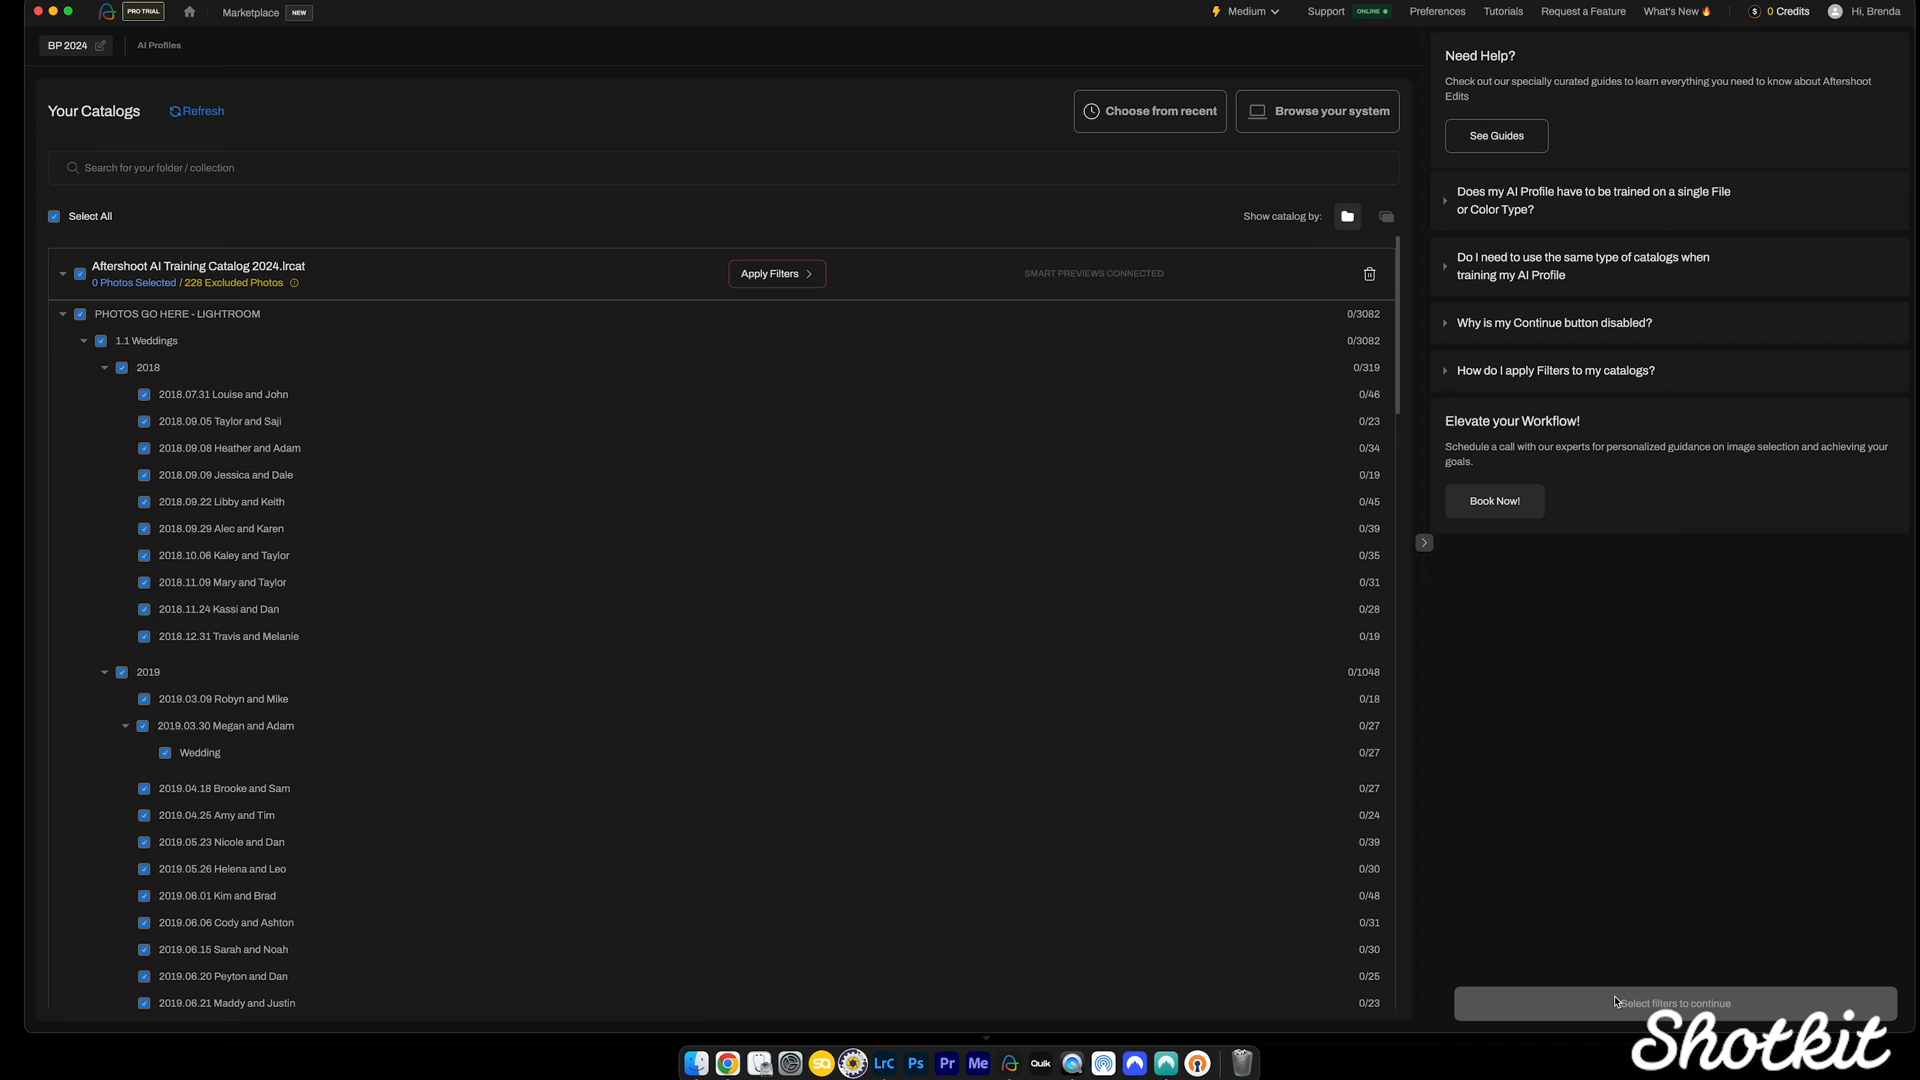 PRO TRIAL
Marketplace NEW
Medium
Support ONLINE
Preferences
Tutorials
Request a Feature
What's New
$ 0 Credits
Hi, Brenda
BP 2024
AI Profiles
Your Catalogs
Refresh
Choose from recent
Browse your system
Search for your folder / collection
Select All
Show catalog by:
Aftershoot AI Training Catalog 2024.lrcat
0 Photos Selected / 228 Excluded Photos
Apply Filters
SMART PREVIEWS CONNECTED
PHOTOS GO HERE - LIGHTROOM 0/3082
1.1 Weddings 0/3082
2018 0/319
2018.07.31 Louise and John 0/46
2018.09.05 Taylor and Saji 0/23
2018.09.08 Heather and Adam 0/34
2018.09.09 Jessica and Dale 0/19
2018.09.22 Libby and Keith 0/45
2018.09.29 Alec and Karen 0/39
2018.10.06 Kaley and Taylor 0/35
2018.11.09 Mary and Taylor 0/31
2018.11.24 Kassi and Dan 0/28
2018.12.31 Travis and Melanie 0/19
2019 0/1048
2019.03.09 Robyn and Mike 0/18
2019.03.30 Megan and Adam 0/27
Wedding 0/27
2019.04.18 Brooke and Sam 0/27
2019.04.25 Amy and Tim 0/24
2019.05.23 Nicole and Dan 0/39
2019.05.26 Helena and Leo 0/30
2019.06.01 Kim and Brad 0/48
2019.06.06 Cody and Ashton 0/31
2019.06.15 Sarah and Noah 0/30
2019.06.20 Peyton and Dan 0/25
2019.06.21 Maddy and Justin 0/23
Need Help?
Check out our specially curated guides to learn everything you need to know about Aftershoot
Edits
See Guides
Does my AI Profile have to be trained on a single File
or Color Type?
Do I need to use the same type of catalogs when
training my AI Profile
Why is my Continue button disabled?
How do I apply Filters to my catalogs?
Elevate your Workflow!
Schedule a call with our experts for personalized guidance on image selection and achieving your
goals.
Book Now!
Select filters to continue
Shotkit
LrC
Ps
Pr
Me
Quik